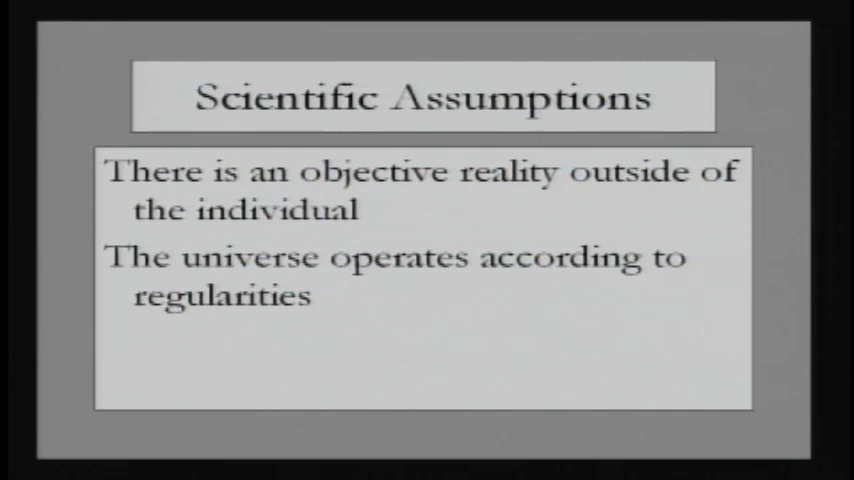 Scientific Assumptions
There is an objective reality outside of
the individual
The universe operates according to
regularities